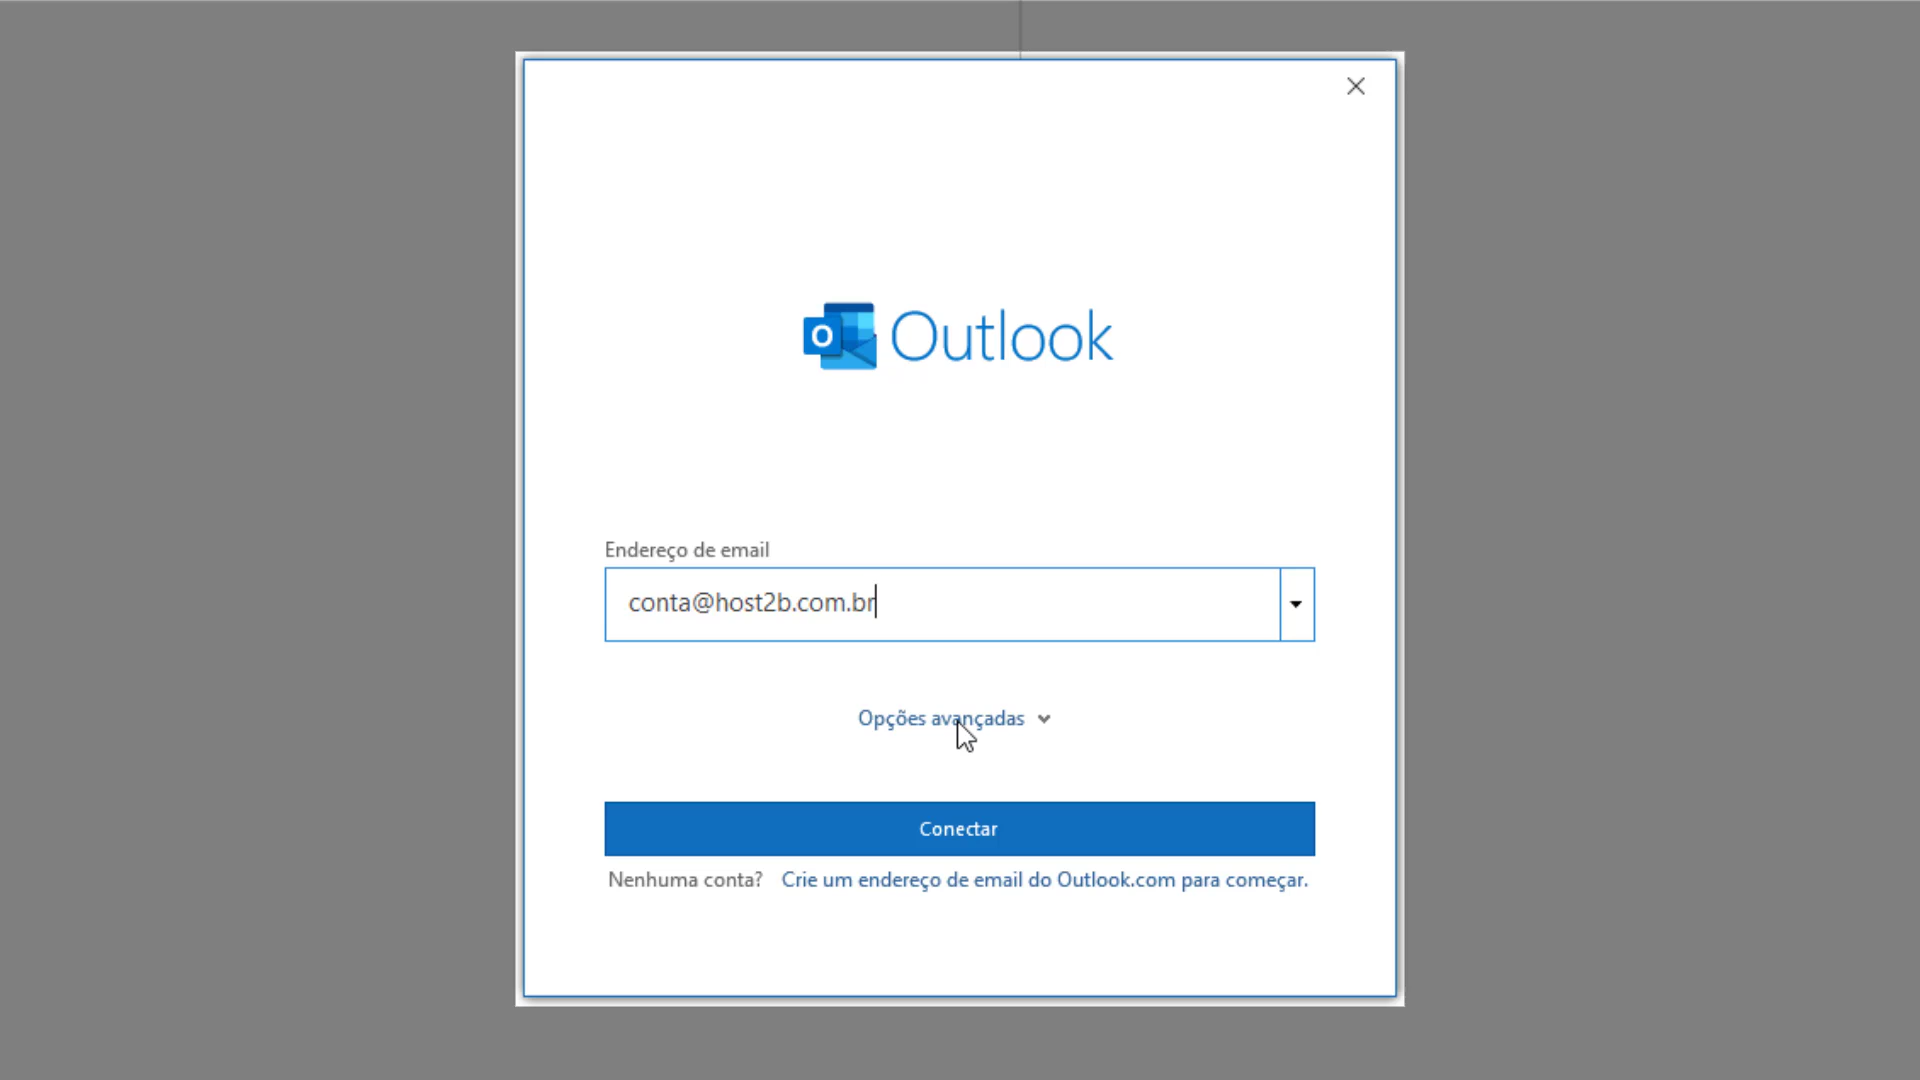 Outlook
Endereço de email
conta@host2b.com.br
Opções avançadas
Conectar
Nenhuma conta? Crie um endereço de email do Outlook.com para começar.